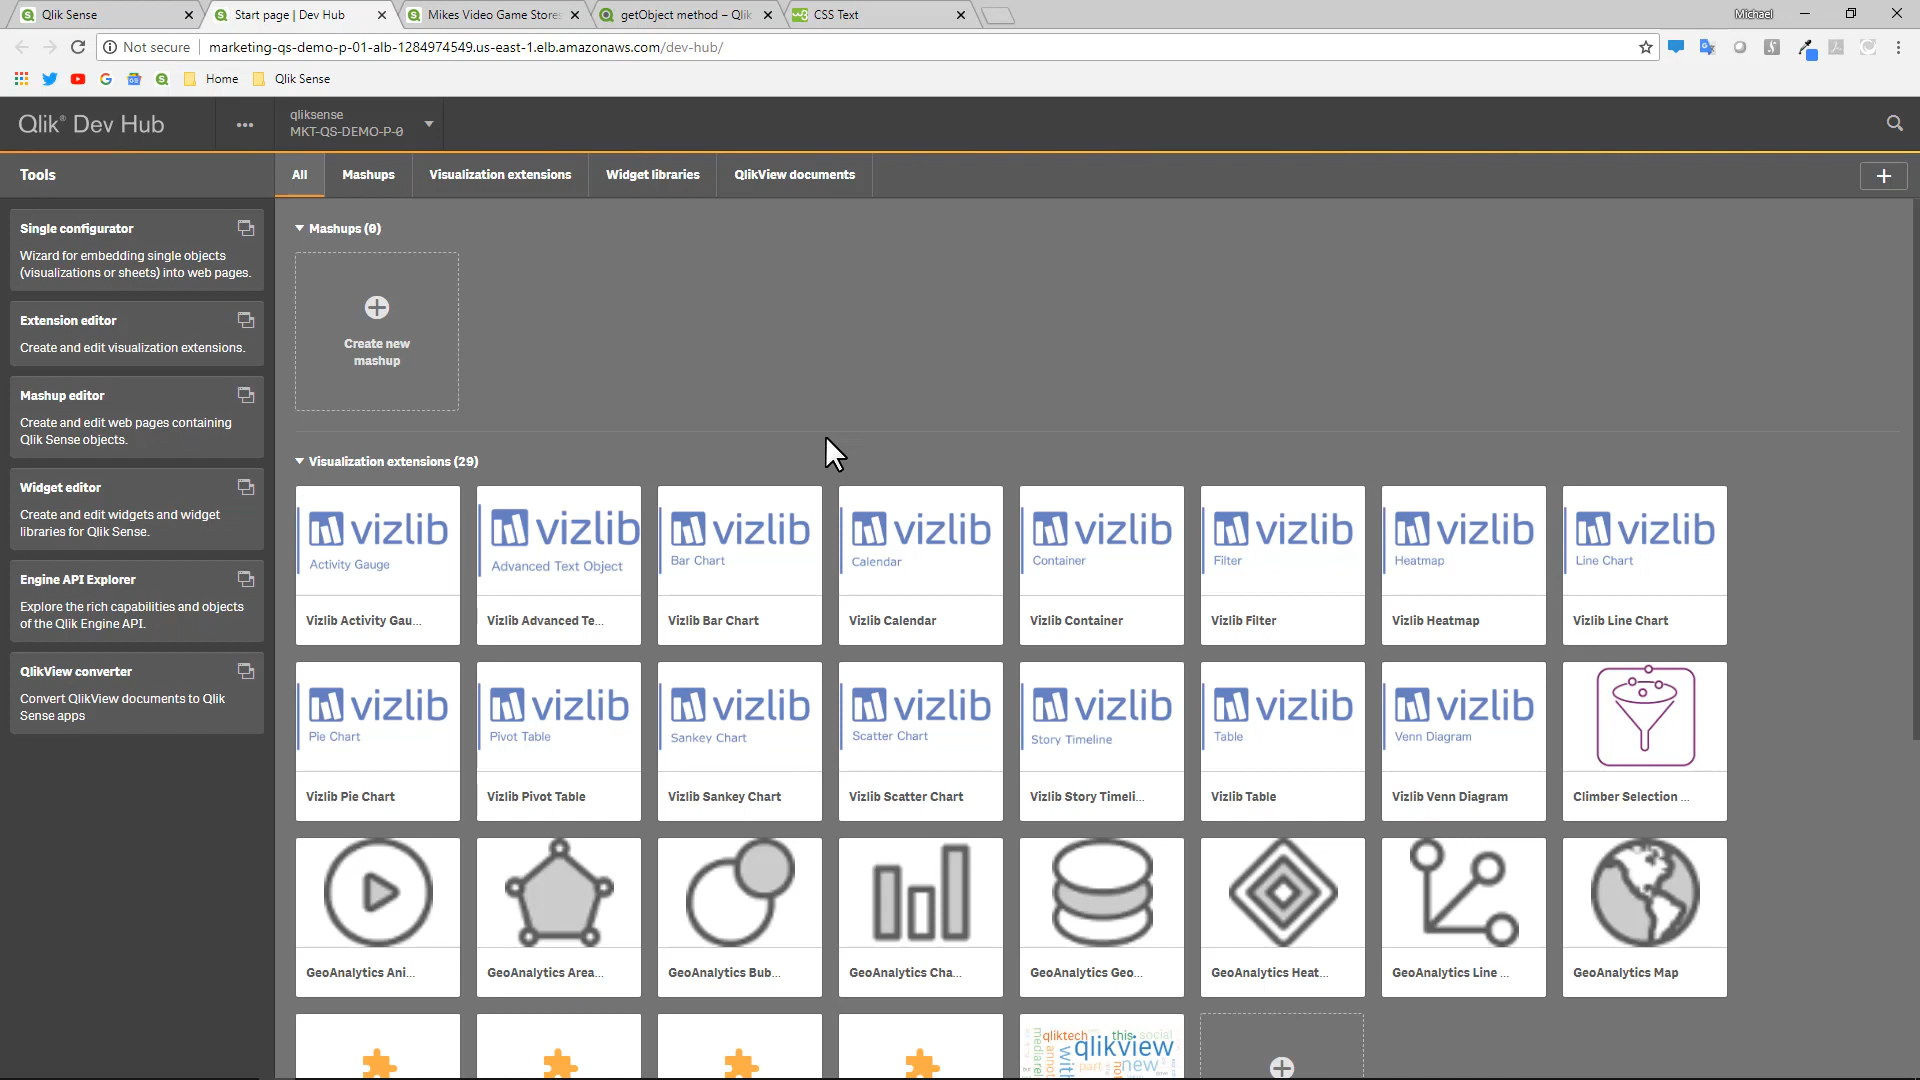 Qlik Sense
Start page | Dev Hub
Mikes Video Game Store
getObject method – Qlik
CSS Text
Michael
Not secure
marketing-qs-demo-p-01-alb-1284974549.us-east-1.elb.amazonaws.com/dev-hub/
Home
Qlik Sense
Qlik® Dev Hub
qliksense
MKT-QS-DEMO-P-0
Tools
All
Mashups
Visualization extensions
Widget libraries
QlikView documents
Single configurator
Wizard for embedding single objects
(visualizations or sheets) into web pages.
Extension editor
Create and edit visualization extensions.
Mashup editor
Create and edit web pages containing
Qlik Sense objects.
Widget editor
Create and edit widgets and widget
libraries for Qlik Sense.
Engine API Explorer
Explore the rich capabilities and objects
of the Qlik Engine API.
QlikView converter
Convert QlikView documents to Qlik
Sense apps
Mashups (0)
Create new
mashup
Visualization extensions (29)
vizlib
Activity Gauge
Vizlib Activity Gau...
vizlib
Advanced Text Object
Vizlib Advanced Te...
vizlib
Bar Chart
Vizlib Bar Chart
vizlib
Calendar
Vizlib Calendar
vizlib
Container
Vizlib Container
vizlib
Filter
Vizlib Filter
vizlib
Heatmap
Vizlib Heatmap
vizlib
Line Chart
Vizlib Line Chart
vizlib
Pie Chart
Vizlib Pie Chart
vizlib
Pivot Table
Vizlib Pivot Table
vizlib
Sankey Chart
Vizlib Sankey Chart
vizlib
Scatter Chart
Vizlib Scatter Chart
vizlib
Story Timeline
Vizlib Story Timeli...
vizlib
Table
Vizlib Table
vizlib
Venn Diagram
Vizlib Venn Diagram
Climber Selection ...
GeoAnalytics Ani...
GeoAnalytics Area...
GeoAnalytics Bub...
GeoAnalytics Cha...
GeoAnalytics Geo...
GeoAnalytics Heat...
GeoAnalytics Line ...
GeoAnalytics Map
qliktech
this
social
qlikview
new
part